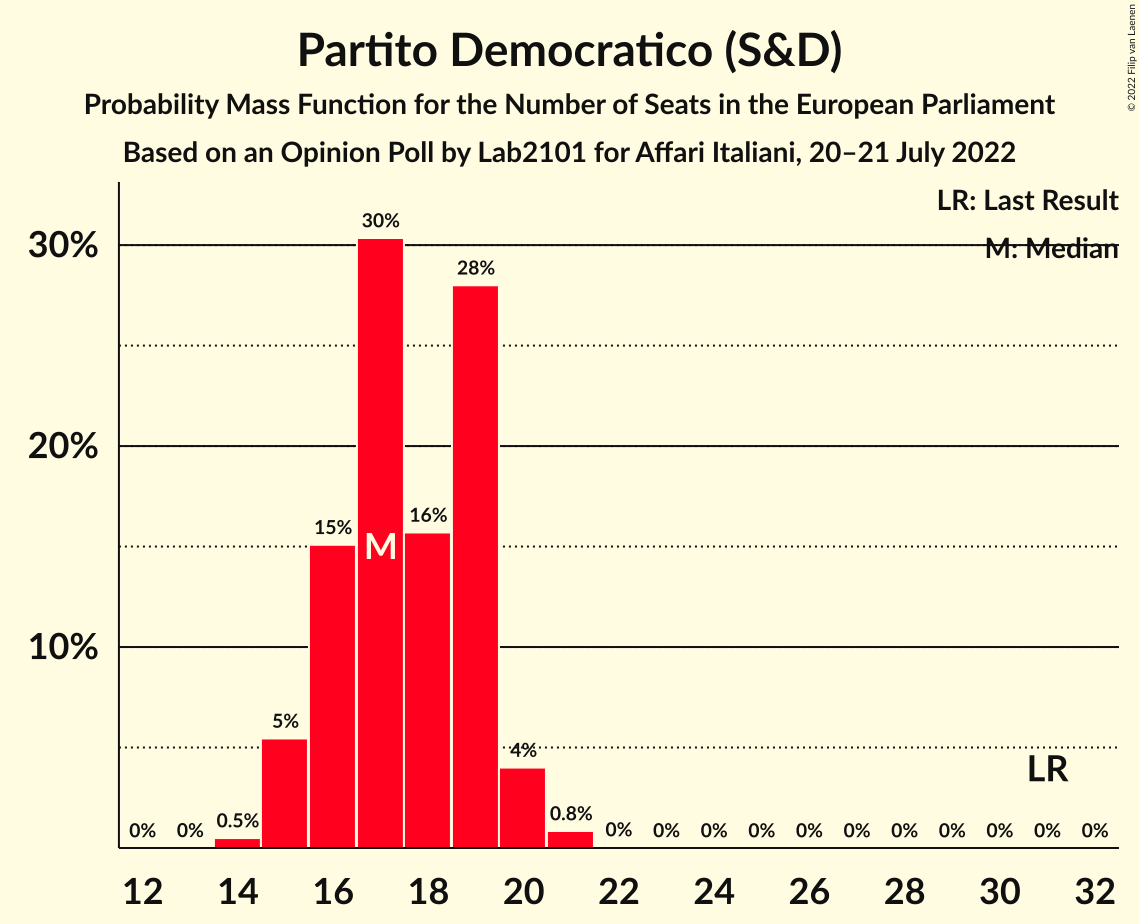 Partito Democratico (S&D)
Probability Mass Function for the Number of Seats in the European Parliament
Based on an Opinion Poll by Lab2101 for Affari Italiani, 20–21 July 2022
© 2022 Filip van Laenen
LR: Last Result
M: Median
30%
20%
10%
0% 0% 0.5% 5% 15% 30% 16% 28% 4% 0.8% 0% 0% 0% 0% 0% 0% 0% 0% 0% 0% 0%
M
LR
12 14 16 18 20 22 24 26 28 30 32